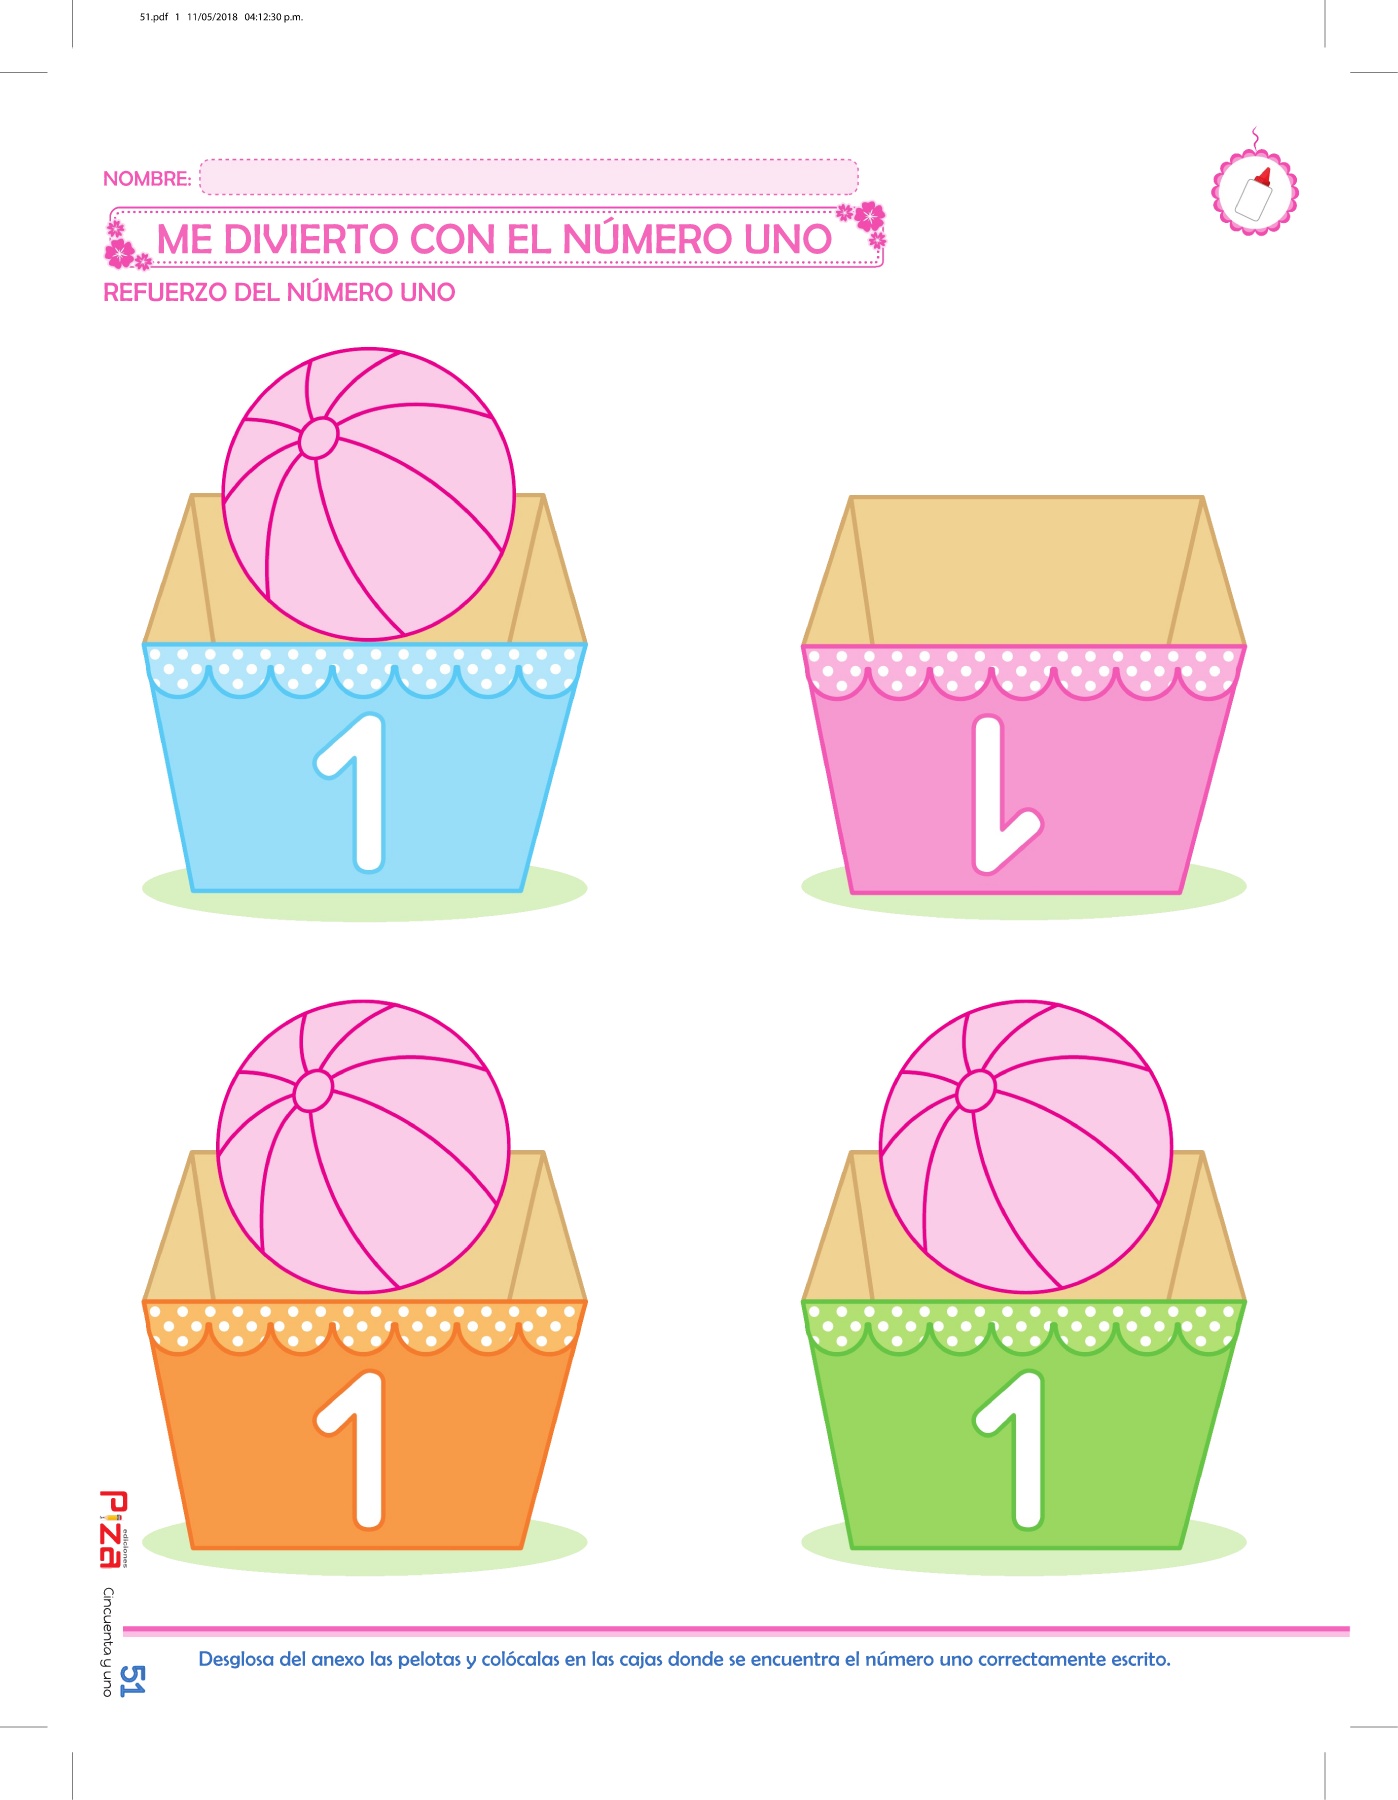 51.pdf 1 11/05/2018 04:12:30 p.m.
NOMBRE:
ME DIVIERTO CON EL NÚMERO UNO
REFUERZO DEL NÚMERO UNO
1
1
1
1
Piza
ediciones
Cincuenta y uno
51
Desglosa del anexo las pelotas y colócalas en las cajas donde se encuentra el número uno correctamente escrito.